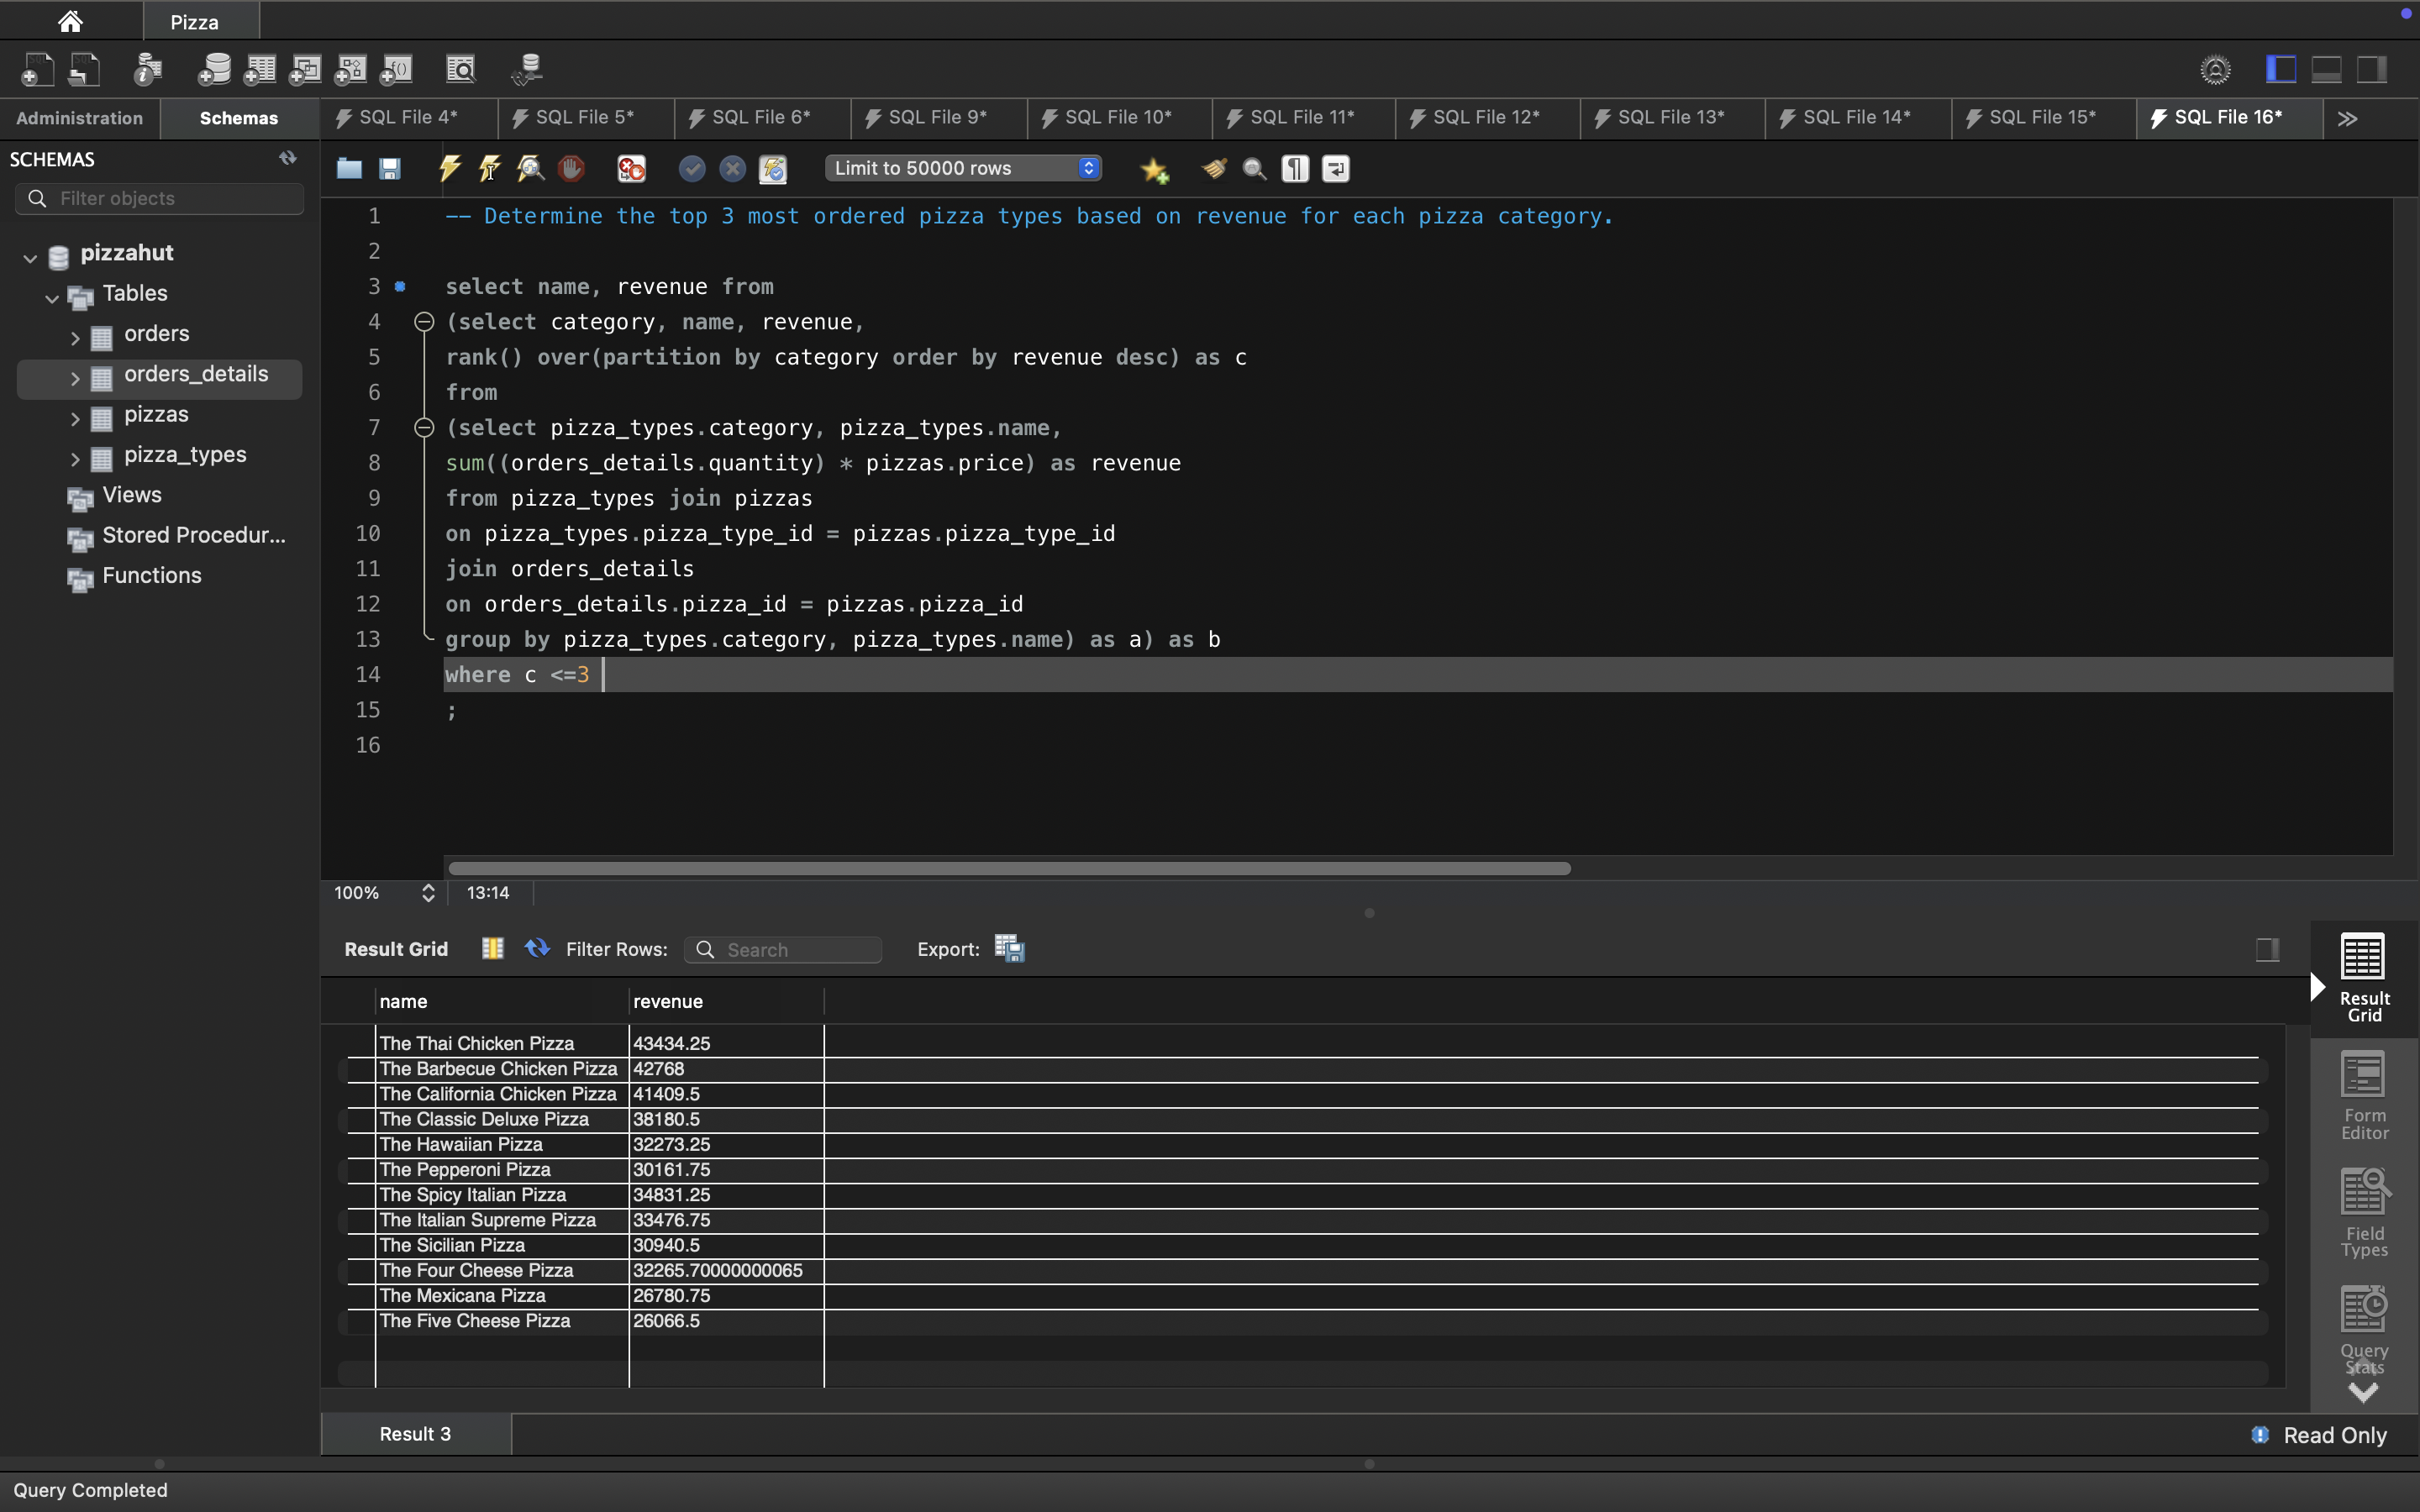 Pizza
Administration
Schemas
SQL File 4*
SQL File 5*
SQL File 6*
SQL File 9*
SQL File 10*
SQL File 11*
SQL File 12*
SQL File 13*
SQL File 14*
SQL File 15*
SQL File 16*
SCHEMAS
Filter objects
pizzahut
Tables
orders
orders_details
pizzas
pizza_types
Views
Stored Procedur...
Functions
Limit to 50000 rows
1 -- Determine the top 3 most ordered pizza types based on revenue for each pizza category.
2
3 select name, revenue from
4 (select category, name, revenue,
5 rank() over(partition by category order by revenue desc) as c
6 from
7 (select pizza_types.category, pizza_types.name,
8 sum((orders_details.quantity) * pizzas.price) as revenue
9 from pizza_types join pizzas
10 on pizza_types.pizza_type_id = pizzas.pizza_type_id
11 join orders_details
12 on orders_details.pizza_id = pizzas.pizza_id
13 group by pizza_types.category, pizza_types.name) as a) as b
14 where c <=3
15 ;
16
100% 13:14
Result Grid Filter Rows: Search Export:
name revenue
The Thai Chicken Pizza 43434.25
The Barbecue Chicken Pizza 42768
The California Chicken Pizza 41409.5
The Classic Deluxe Pizza 38180.5
The Hawaiian Pizza 32273.25
The Pepperoni Pizza 30161.75
The Spicy Italian Pizza 34831.25
The Italian Supreme Pizza 33476.75
The Sicilian Pizza 30940.5
The Four Cheese Pizza 32265.70000000065
The Mexicana Pizza 26780.75
The Five Cheese Pizza 26066.5
Result
Grid
Form
Editor
Field
Types
Query
Stats
Result 3
Read Only
Query Completed